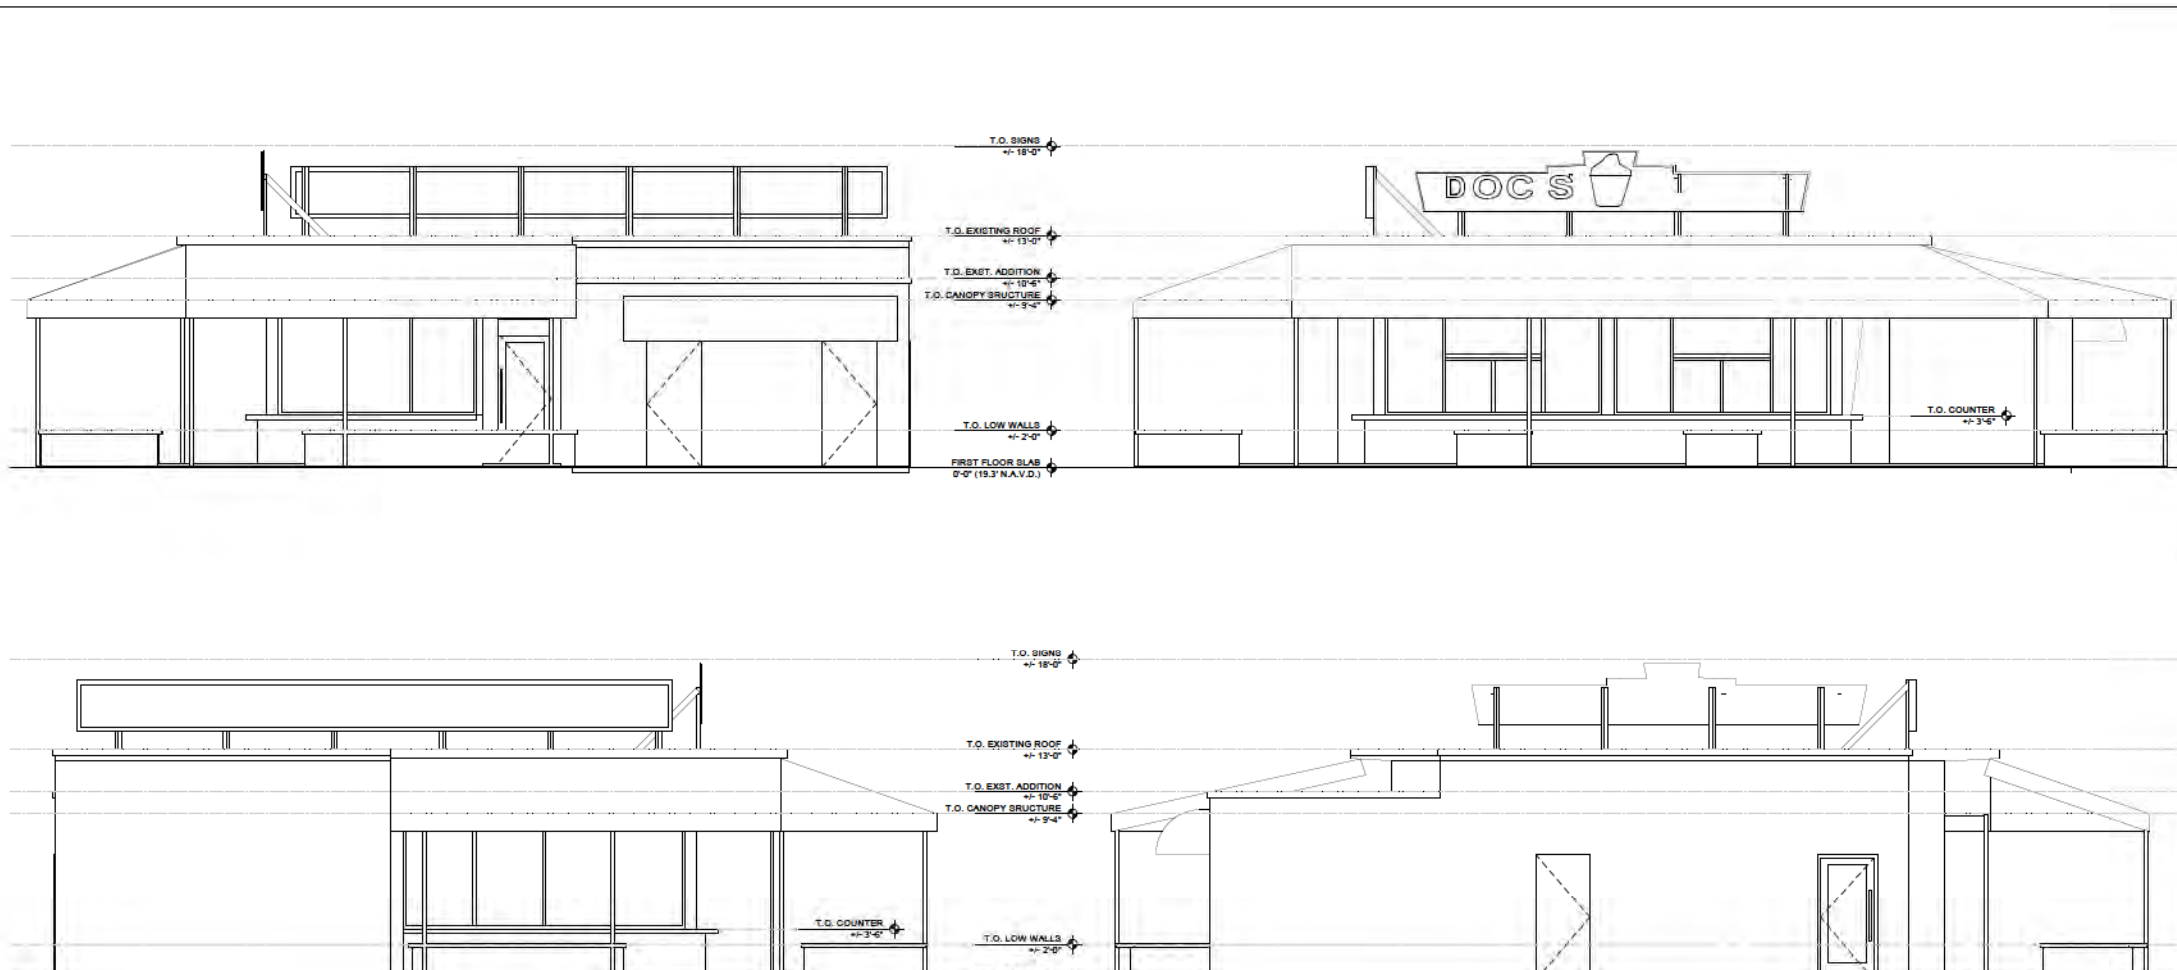 T.O. SIGNS
+/- 18'-0"
DOC'S
T.O. EXISTING ROOF
+/- 13'-0"
T.O. EXST. ADDITION
+/- 10'-6"
T.O. CANOPY SRUCTURE
+/- 9'-4"
T.O. COUNTER
+/- 3'-6"
T.O. LOW WALLS
+/- 2'-0"
FIRST FLOOR SLAB
0'-0" (19.3' N.A.V.D.)
T.O. SIGNS
+/- 18'-0"
T.O. EXISTING ROOF
+/- 13'-0"
T.O. EXST. ADDITION
+/- 10'-6"
T.O. CANOPY SRUCTURE
+/- 9'-4"
T.O. COUNTER
+/- 3'-6"
T.O. LOW WALLS
+/- 2'-0"